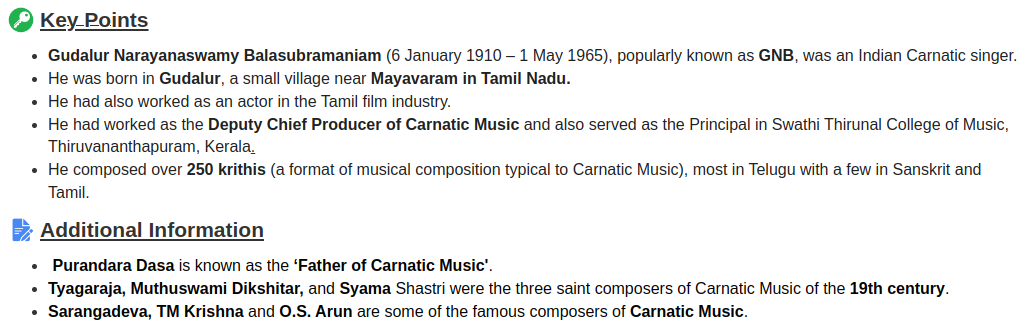 Key Points
Gudalur Narayanaswamy Balasubramaniam (6 January 1910 – 1 May 1965), popularly known as GNB, was an Indian Carnatic singer.
He was born in Gudalur, a small village near Mayavaram in Tamil Nadu.
He had also worked as an actor in the Tamil film industry.
He had worked as the Deputy Chief Producer of Carnatic Music and also served as the Principal in Swathi Thirunal College of Music,
Thiruvananthapuram, Kerala.
He composed over 250 krithis (a format of musical composition typical to Carnatic Music), most in Telugu with a few in Sanskrit and
Tamil.
Additional Information
Purandara Dasa is known as the ‘Father of Carnatic Music'.
Tyagaraja, Muthuswami Dikshitar, and Syama Shastri were the three saint composers of Carnatic Music of the 19th century.
Sarangadeva, TM Krishna and O.S. Arun are some of the famous composers of Carnatic Music.